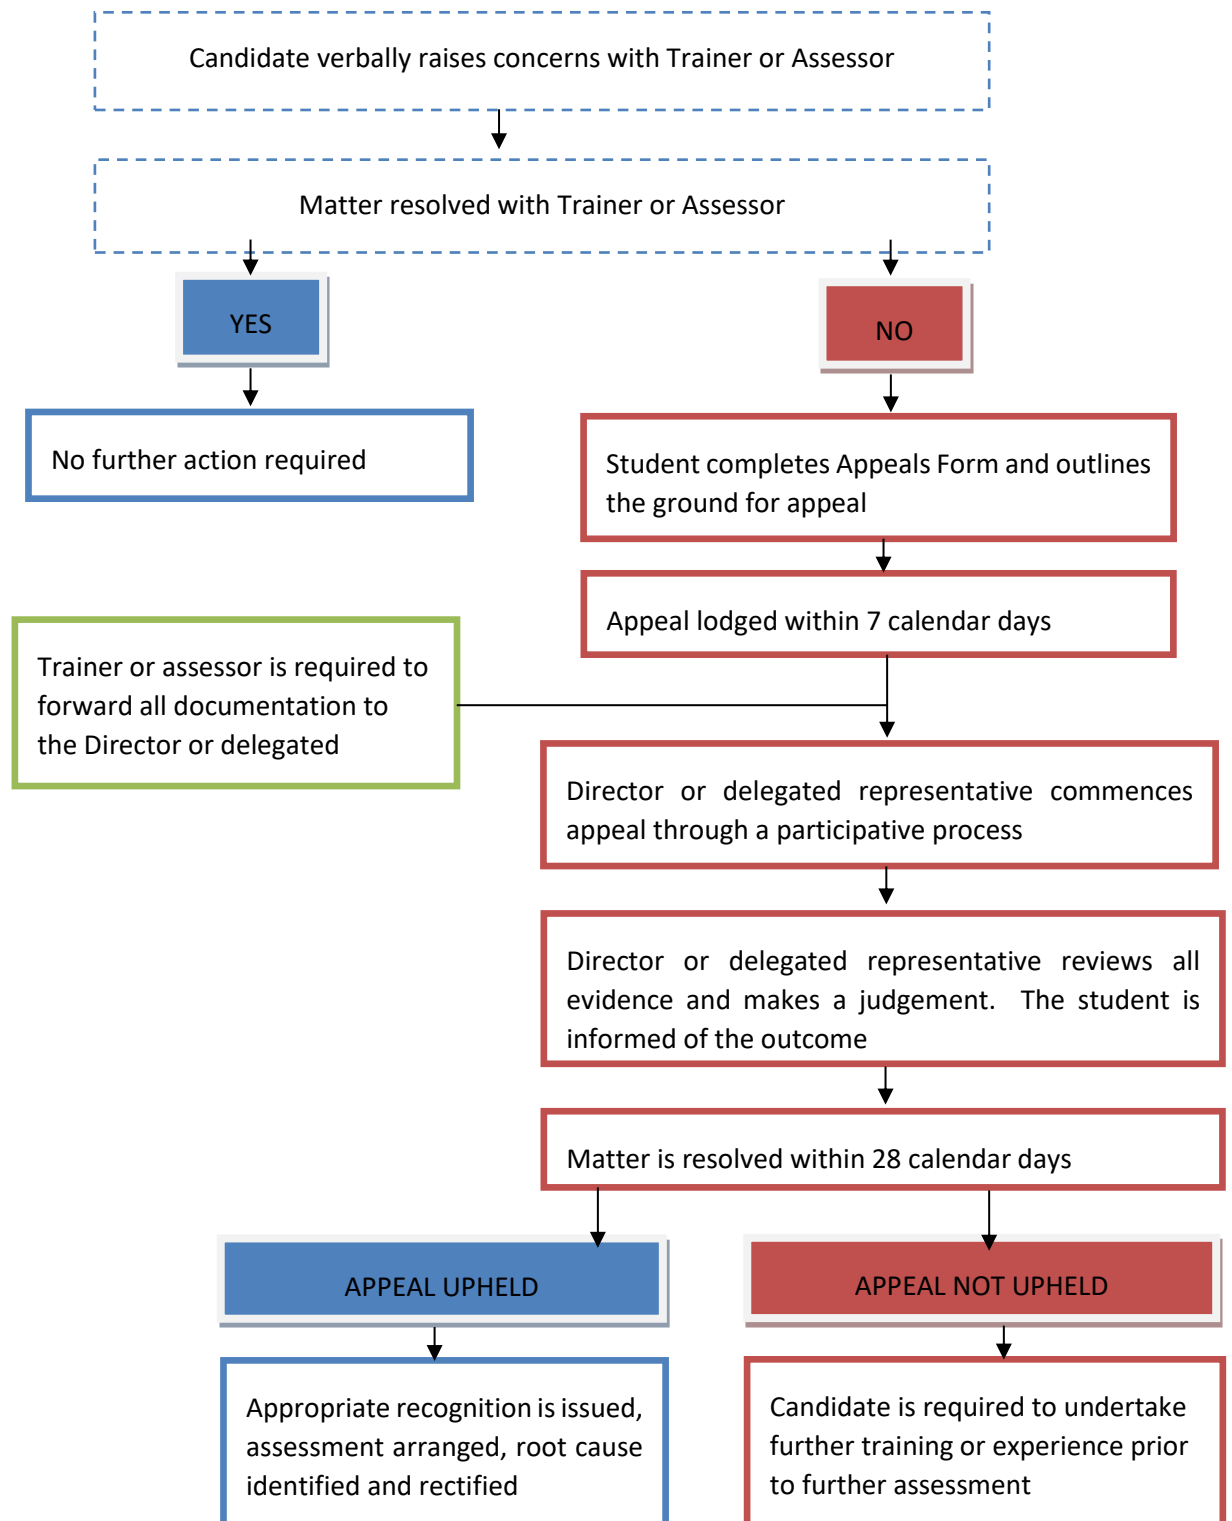 Candidate verbally raises concerns with Trainer or Assessor
Matter resolved with Trainer or Assessor
YES
NO
No further action required
Student completes Appeals Form and outlines
the ground for appeal
Appeal lodged within 7 calendar days
Trainer or assessor is required to
forward all documentation to
the Director or delegated
Director or delegated representative commences
appeal through a participative process
Director or delegated representative reviews all
evidence and makes a judgement. The student is
informed of the outcome
Matter is resolved within 28 calendar days
APPEAL UPHELD
APPEAL NOT UPHELD
Appropriate recognition is issued,
assessment arranged, root cause
identified and rectified
Candidate is required to undertake
further training or experience prior
to further assessment